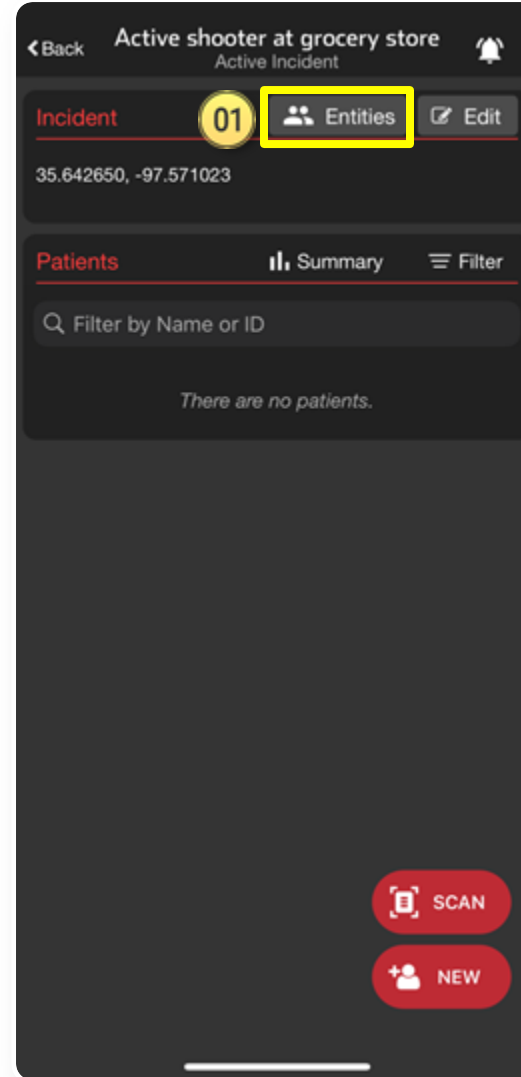 Back
Active shooter at grocery store
Active Incident
Incident
01
Entities
Edit
35.642650, -97.571023
Patients
Summary
Filter
Filter by Name or ID
There are no patients.
SCAN
NEW